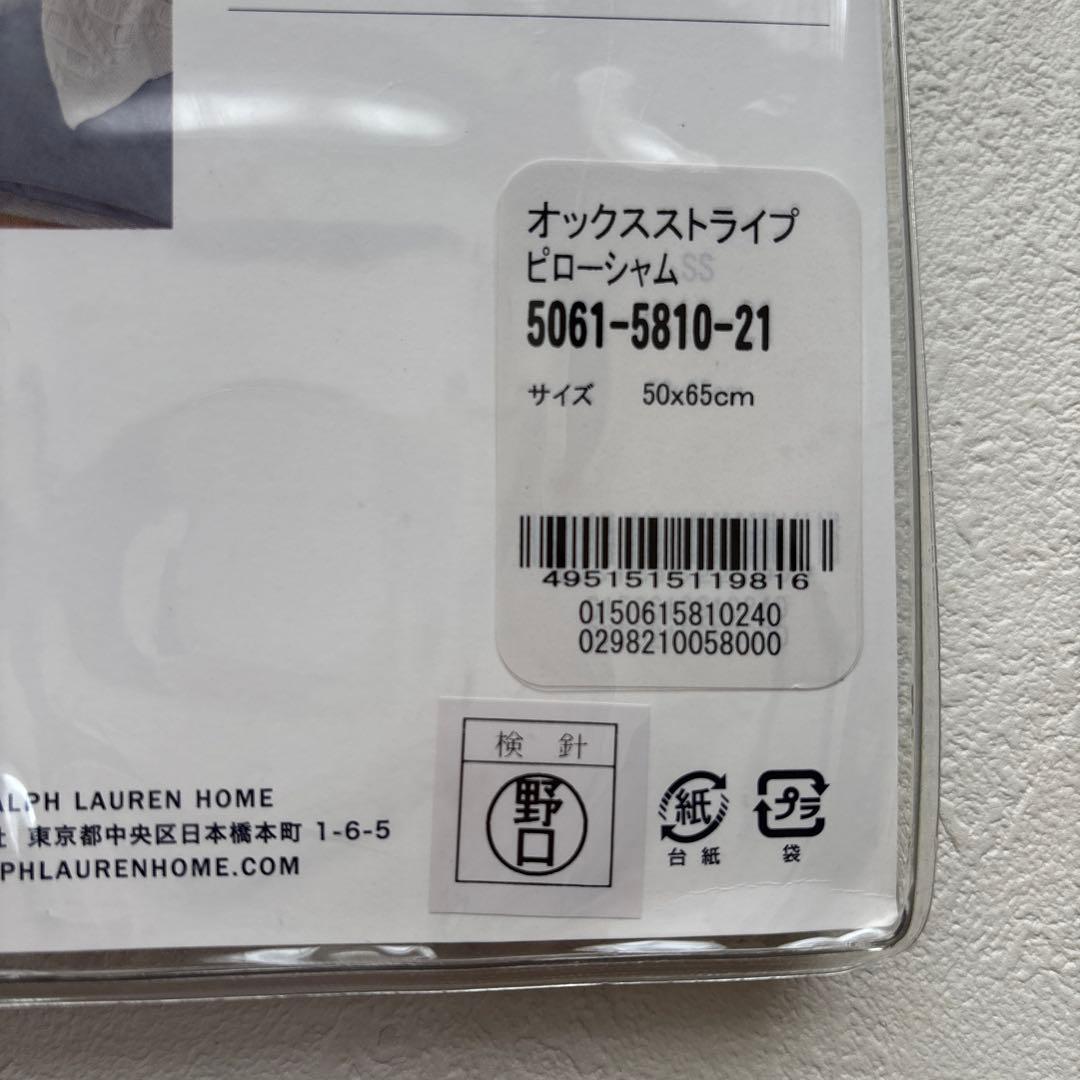 オックスストライプ
ピローシャム SS
5061-5810-21
サイズ 50x65cm
4951515119816
0150615810240
0298210058000
検 針
野口
紙
台紙
プラ
袋
ALPH LAUREN HOME
社 東京都中央区日本橋本町 1-6-5
PHLAURENHOME.COM